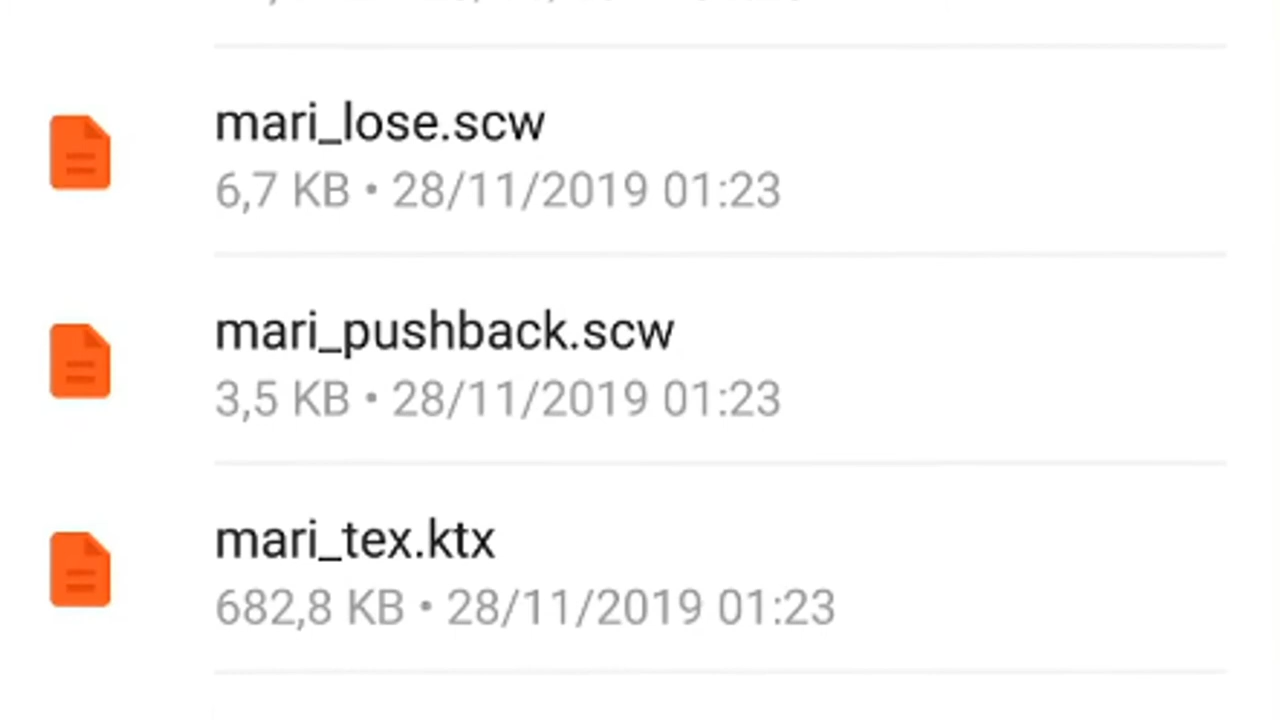 mari_lose.scw
6,7 KB • 28/11/2019 01:23
mari_pushback.scw
3,5 KB • 28/11/2019 01:23
mari_tex.ktx
682,8 KB • 28/11/2019 01:23